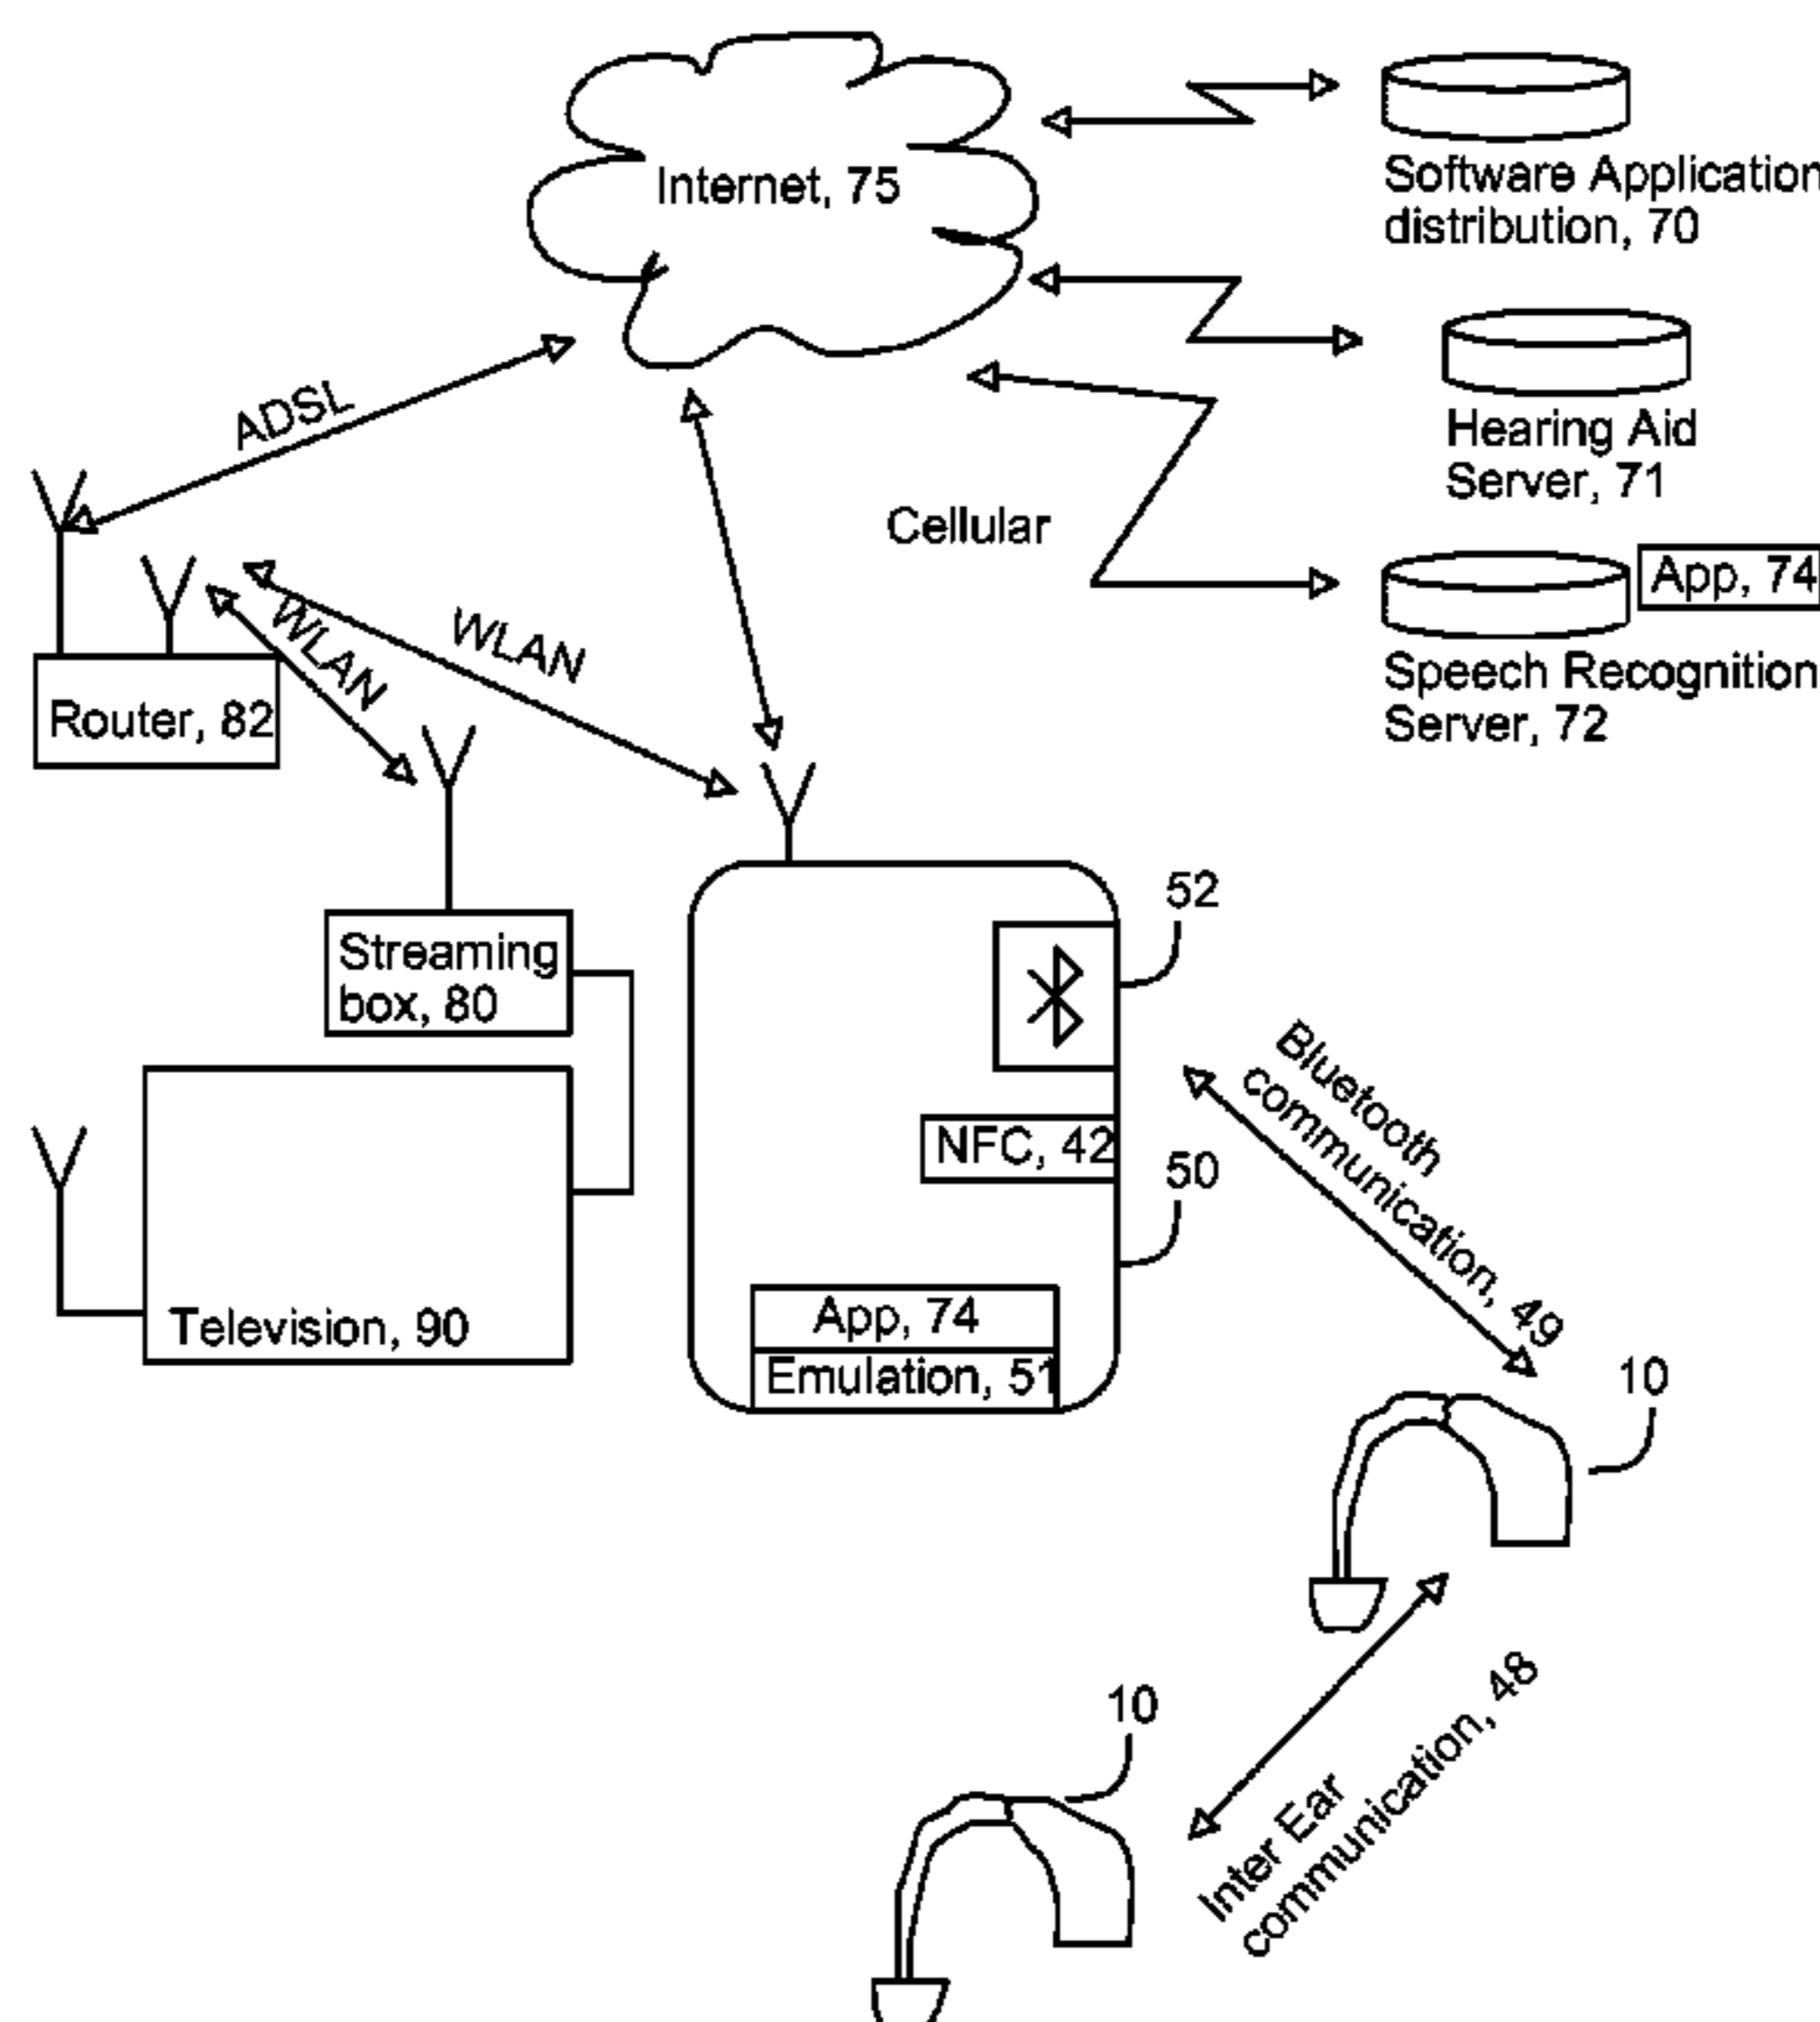 Internet, 75
Software Application
distribution, 70
Hearing Aid
Server, 71
ADSL
Cellular
App, 74
Speech Recognition
Server, 72
WLAN
WLAN
Router, 82
52
Streaming
box, 80
Bluetooth
communication, 49
NFC, 42
50
Television, 90
App, 74
Emulation, 51
10
10
Inter Ear
communication, 48